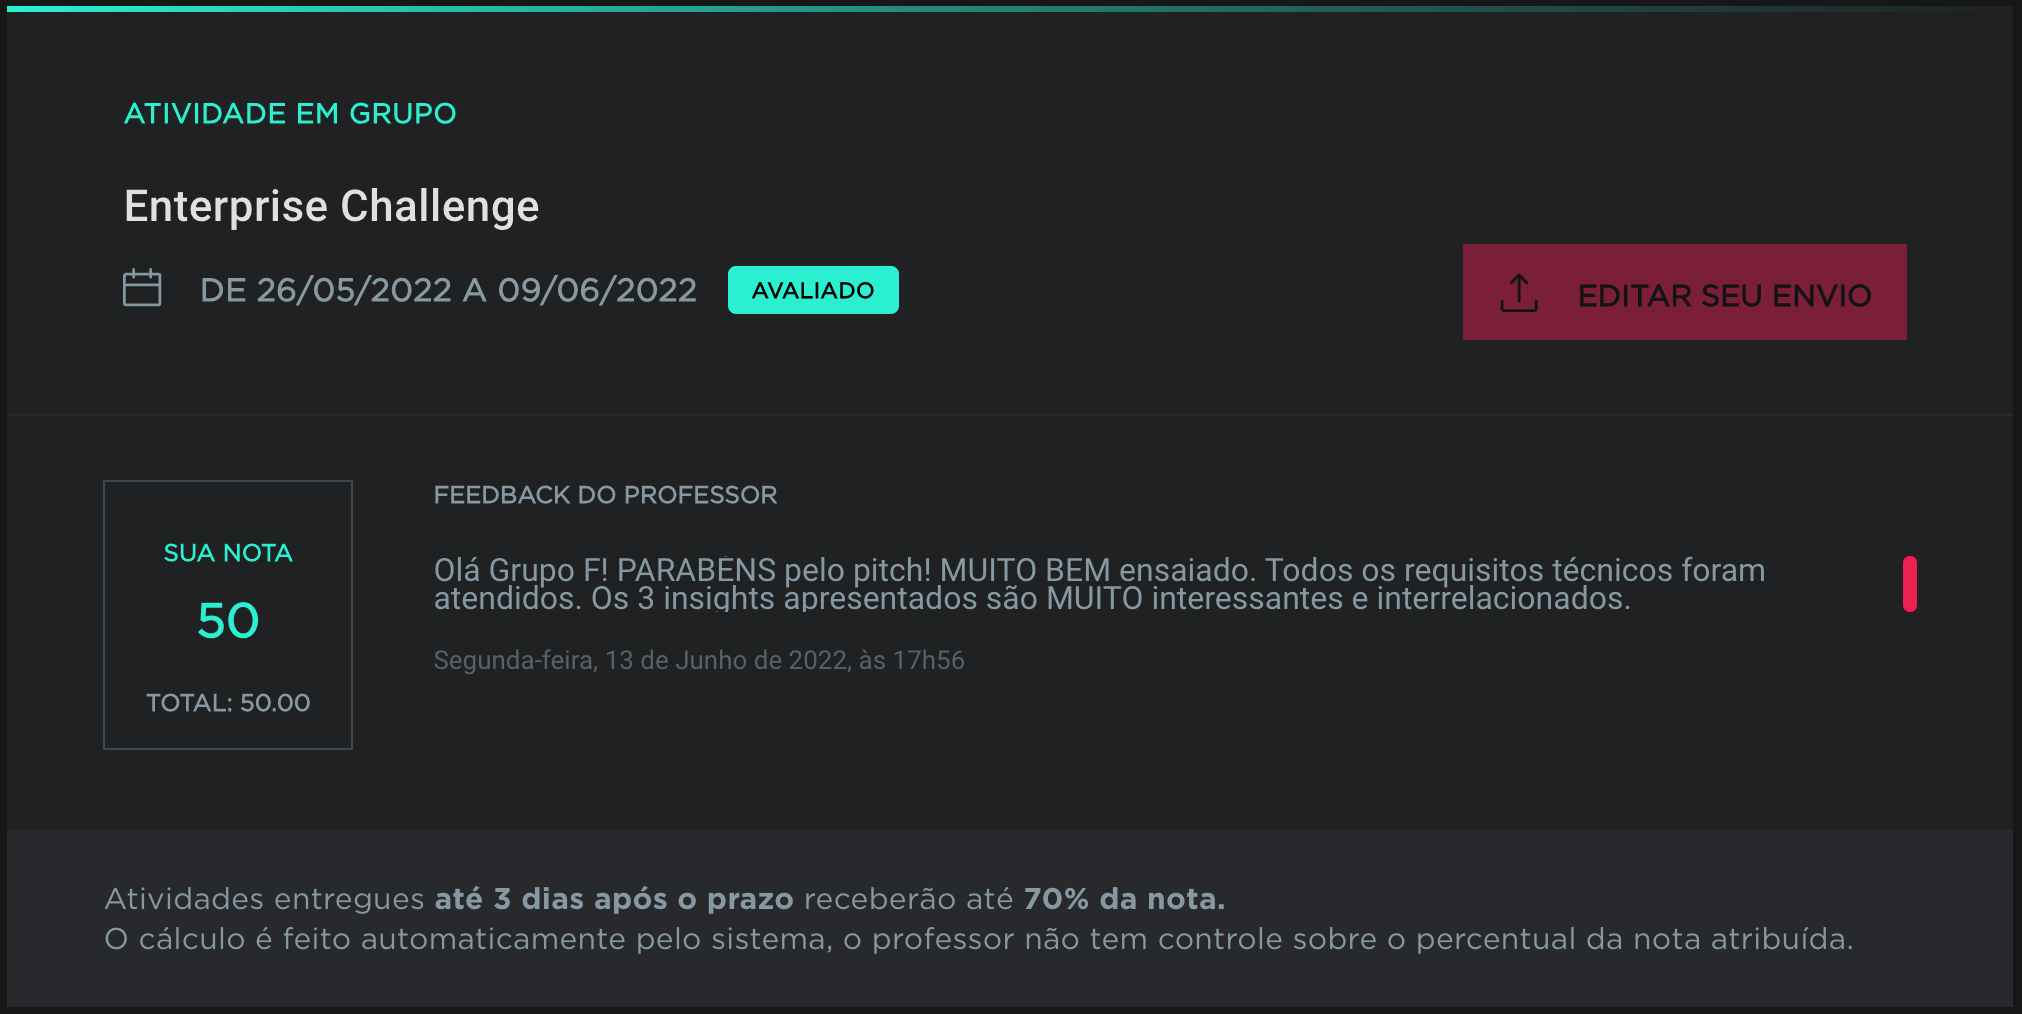 ATIVIDADE EM GRUPO
Enterprise Challenge
DE 26/05/2022 A 09/06/2022 AVALIADO
EDITAR SEU ENVIO
SUA NOTA
50
TOTAL: 50.00
FEEDBACK DO PROFESSOR
Olá Grupo F! PARABÉNS pelo pitch! MUITO BEM ensaiado. Todos os requisitos técnicos foram
atendidos. Os 3 insights apresentados são MUITO interessantes e interrelacionados.
Segunda-feira, 13 de Junho de 2022, às 17h56
Atividades entregues até 3 dias após o prazo receberão até 70% da nota.
O cálculo é feito automaticamente pelo sistema, o professor não tem controle sobre o percentual da nota atribuída.